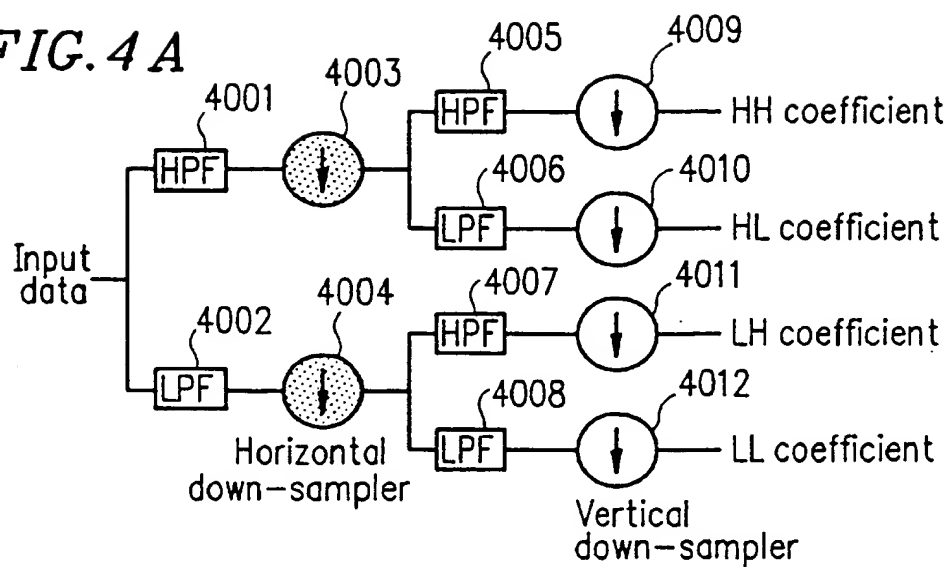 FIG. 4 A
4001
4003
4005
4009
HPF
HPF
HH coefficient
4006
4010
LPF
HL coefficient
Input
data
4002
4004
4007
4011
HPF
LH coefficient
LPF
4008
4012
LPF
LL coefficient
Horizontal
down-sampler
Vertical
down-sampler